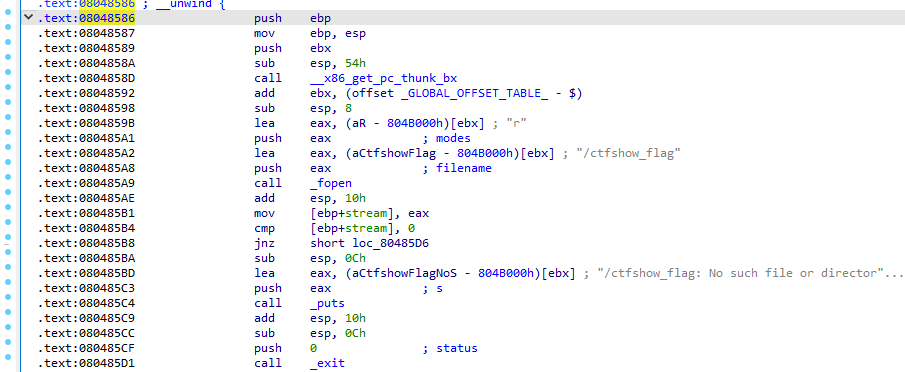 .text:08048586 ; __unwind {
.text:08048586 push ebp
.text:08048587 mov ebp, esp
.text:08048589 push ebx
.text:0804858A sub esp, 54h
.text:0804858D call __x86_get_pc_thunk_bx
.text:08048592 add ebx, (offset _GLOBAL_OFFSET_TABLE_ - $)
.text:08048598 sub esp, 8
.text:0804859B lea eax, (aR - 804B000h)[ebx] ; "r"
.text:080485A1 push eax ; modes
.text:080485A2 lea eax, (aCtfshowFlag - 804B000h)[ebx] ; "/ctfshow_flag"
.text:080485A8 push eax ; filename
.text:080485A9 call _fopen
.text:080485AE add esp, 10h
.text:080485B1 mov [ebp+stream], eax
.text:080485B4 cmp [ebp+stream], 0
.text:080485B8 jnz short loc_80485D6
.text:080485BA sub esp, 0Ch
.text:080485BD lea eax, (aCtfshowFlagNoS - 804B000h)[ebx] ; "/ctfshow_flag: No such file or director"...
.text:080485C3 push eax ; s
.text:080485C4 call _puts
.text:080485C9 add esp, 10h
.text:080485CC sub esp, 0Ch
.text:080485CF push 0 ; status
.text:080485D1 call _exit